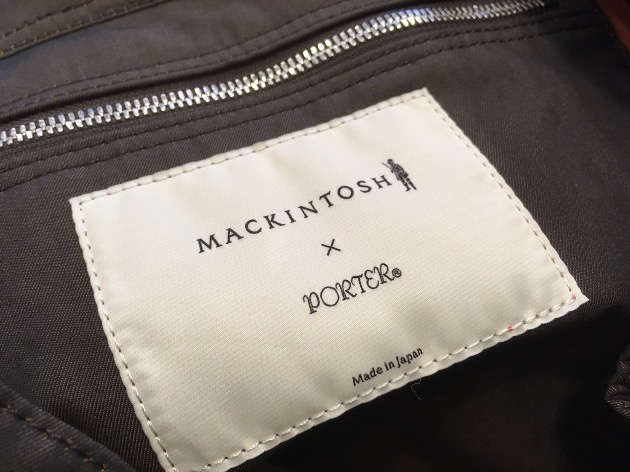 MACKINTOSH
×
PORTER®
Made in Japan